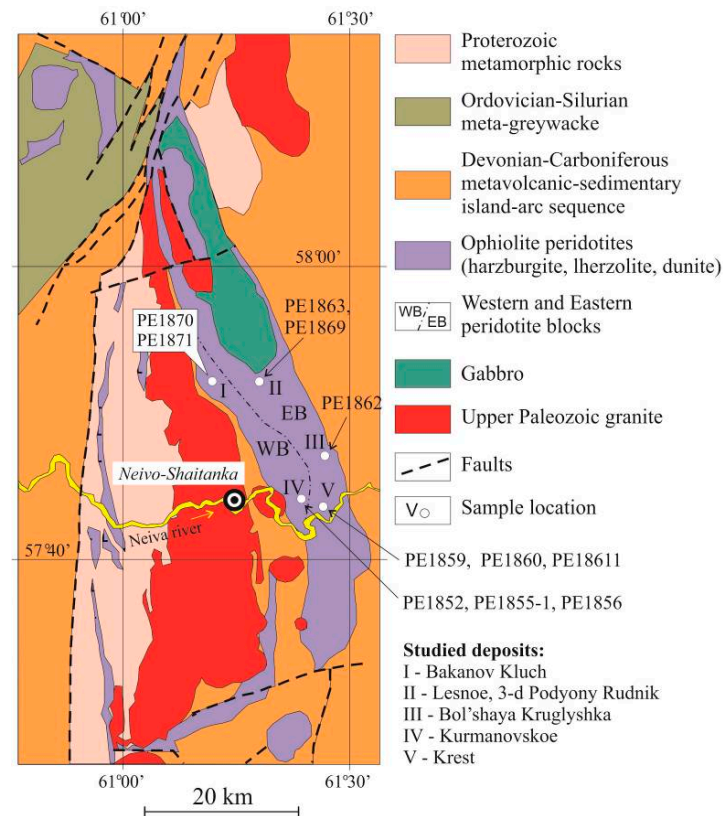 61°00’
61°30’
Proterozoic
metamorphic rocks
Ordovician-Silurian
meta-greywacke
Devonian-Carboniferous
metavolcanic-sedimentary
island-arc sequence
58°00’
Ophiolite peridotites
(harzburgite, lherzolite, dunite)
WB
EB
Western and Eastern
peridotite blocks
PE1863,
PE1869
PE1870
PE1871
Gabbro
I
II
EB
PE1862
Upper Paleozoic granite
WB
III
Faults
Neivo-Shaitanka
IV
V
V
Sample location
Neiva river
57°40’
PE1859, PE1860, PE18611
PE1852, PE1855-1, PE1856
Studied deposits:
I - Bakanov Kluch
II - Lesnoe, 3-d Podyony Rudnik
III - Bol’shaya Kruglyshka
IV - Kurmanovskoe
V - Krest
61°00’
61°30’
20 km